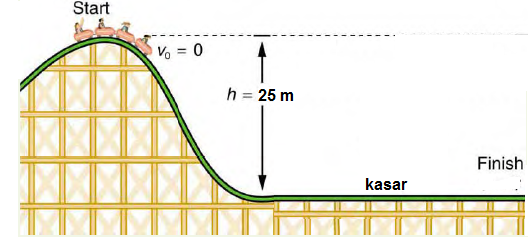 Start
v₀ = 0
h = 25 m
Finish
kasar